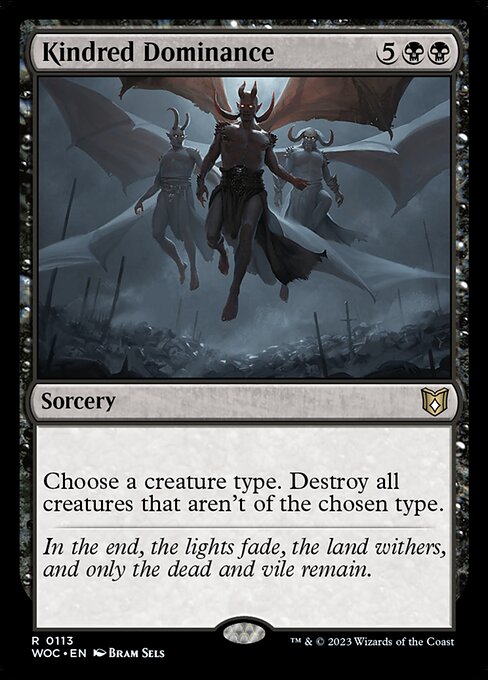 Kindred Dominance 5
Sorcery
Choose a creature type. Destroy all
creatures that aren't of the chosen type.
In the end, the lights fade, the land withers,
and only the dead and vile remain.
R 0113
WOC • EN Bram Sels
™ & © 2023 Wizards of the Coast